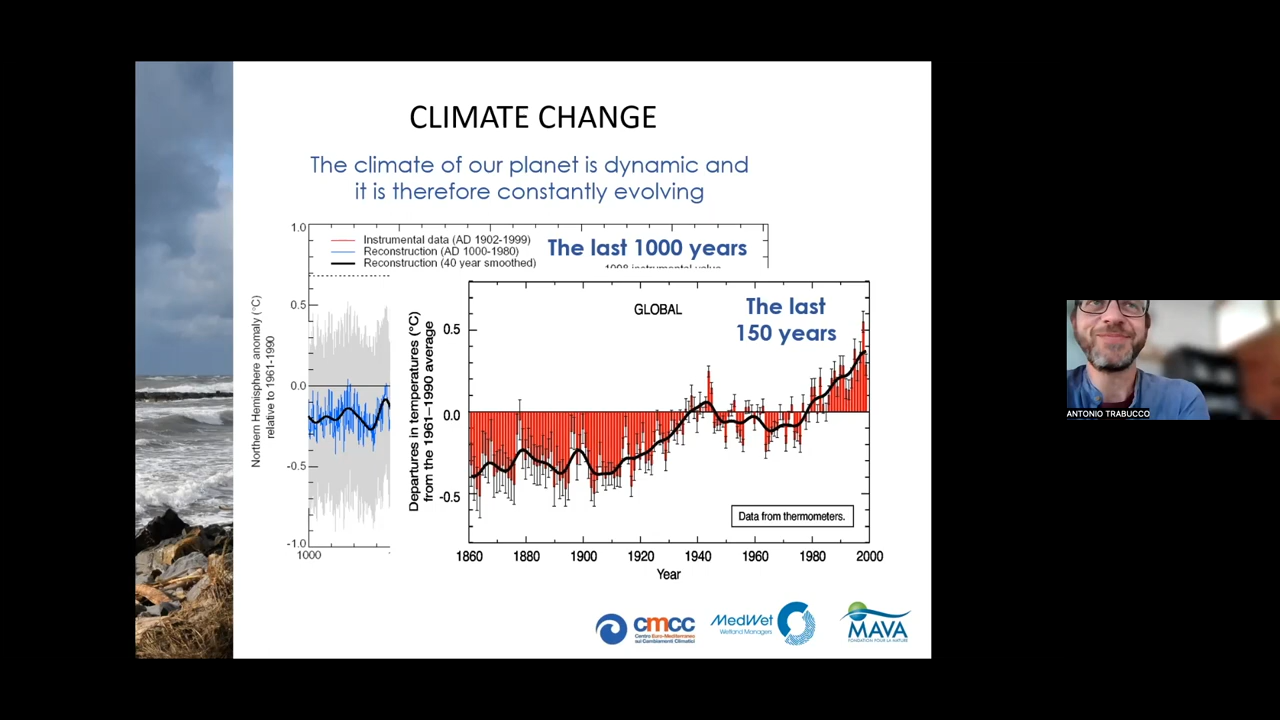 CLIMATE CHANGE
The climate of our planet is dynamic and
it is therefore constantly evolving
1.0
0.5
0.0
-0.5
-1.0
1000
Northern Hemisphere anomaly (°C)
relative to 1961-1990
Instrumental data (AD 1902-1999)
Reconstruction (AD 1000-1980)
Reconstruction (40 year smoothed)
The last 1000 years
1998 instrumental value
Departures in temperatures (°C)
from the 1961–1990 average
0.5
0.0
-0.5
GLOBAL
The last
150 years
Data from thermometers.
1860 1880 1900 1920 1940 1960 1980 2000
Year
cmcc
Centro Euro-Mediterraneo
sui Cambiamenti Climatici
MedWet
Wetland Managers
MAVA
FONDATION POUR LA NATURE
ANTONIO TRABUCCO